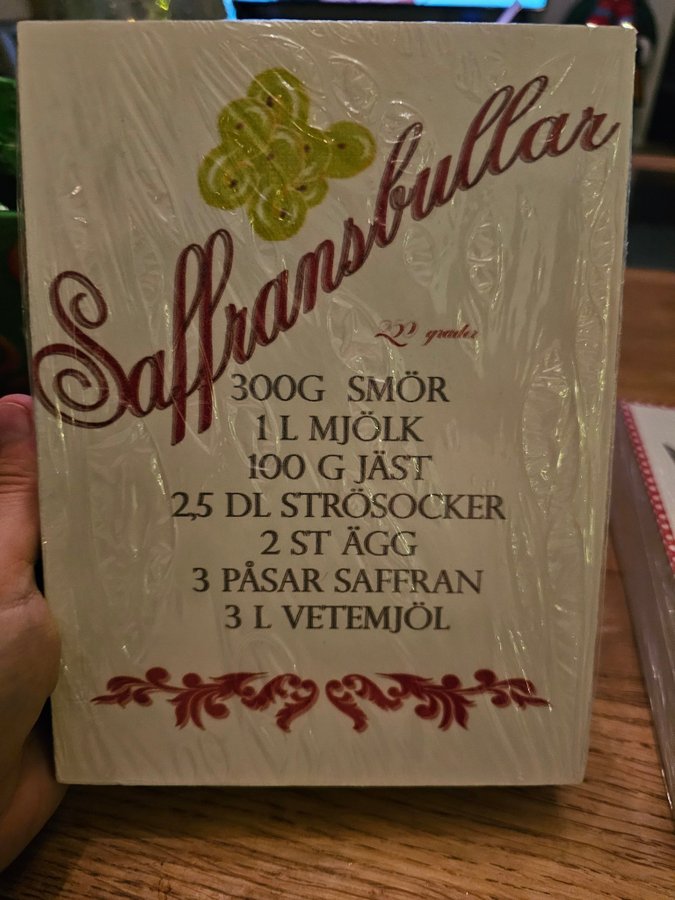 Saffransbullar
grader
300G SMÖR
1 L MJÖLK
100 G JÄST
2,5 DL STRÖSOCKER
2 ST ÄGG
3 PÅSAR SAFFRAN
3 L VETEMJÖL